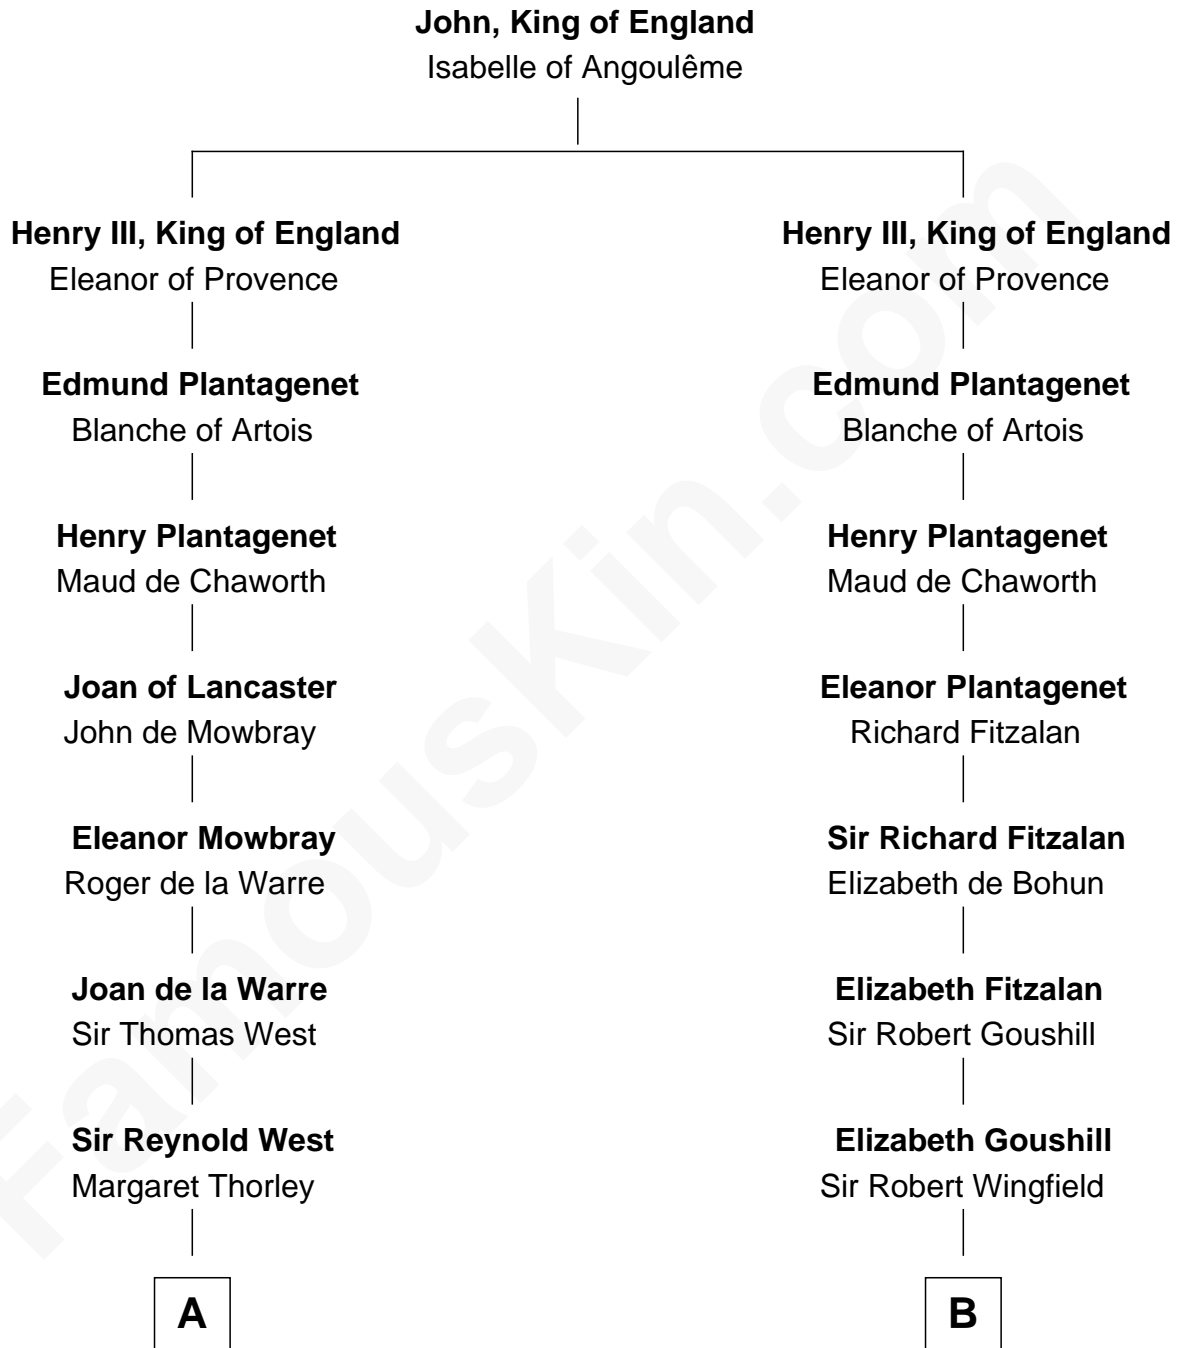 John, King of England
Isabelle of Angoulême
Henry III, King of England
Eleanor of Provence
Edmund Plantagenet
Blanche of Artois
Henry Plantagenet
Maud de Chaworth
Joan of Lancaster
John de Mowbray
Eleanor Mowbray
Roger de la Warre
Joan de la Warre
Sir Thomas West
Sir Reynold West
Margaret Thorley
A
Henry III, King of England
Eleanor of Provence
Edmund Plantagenet
Blanche of Artois
Henry Plantagenet
Maud de Chaworth
Eleanor Plantagenet
Richard Fitzalan
Sir Richard Fitzalan
Elizabeth de Bohun
Elizabeth Fitzalan
Sir Robert Goushill
Elizabeth Goushill
Sir Robert Wingfield
B
FamousKin.com